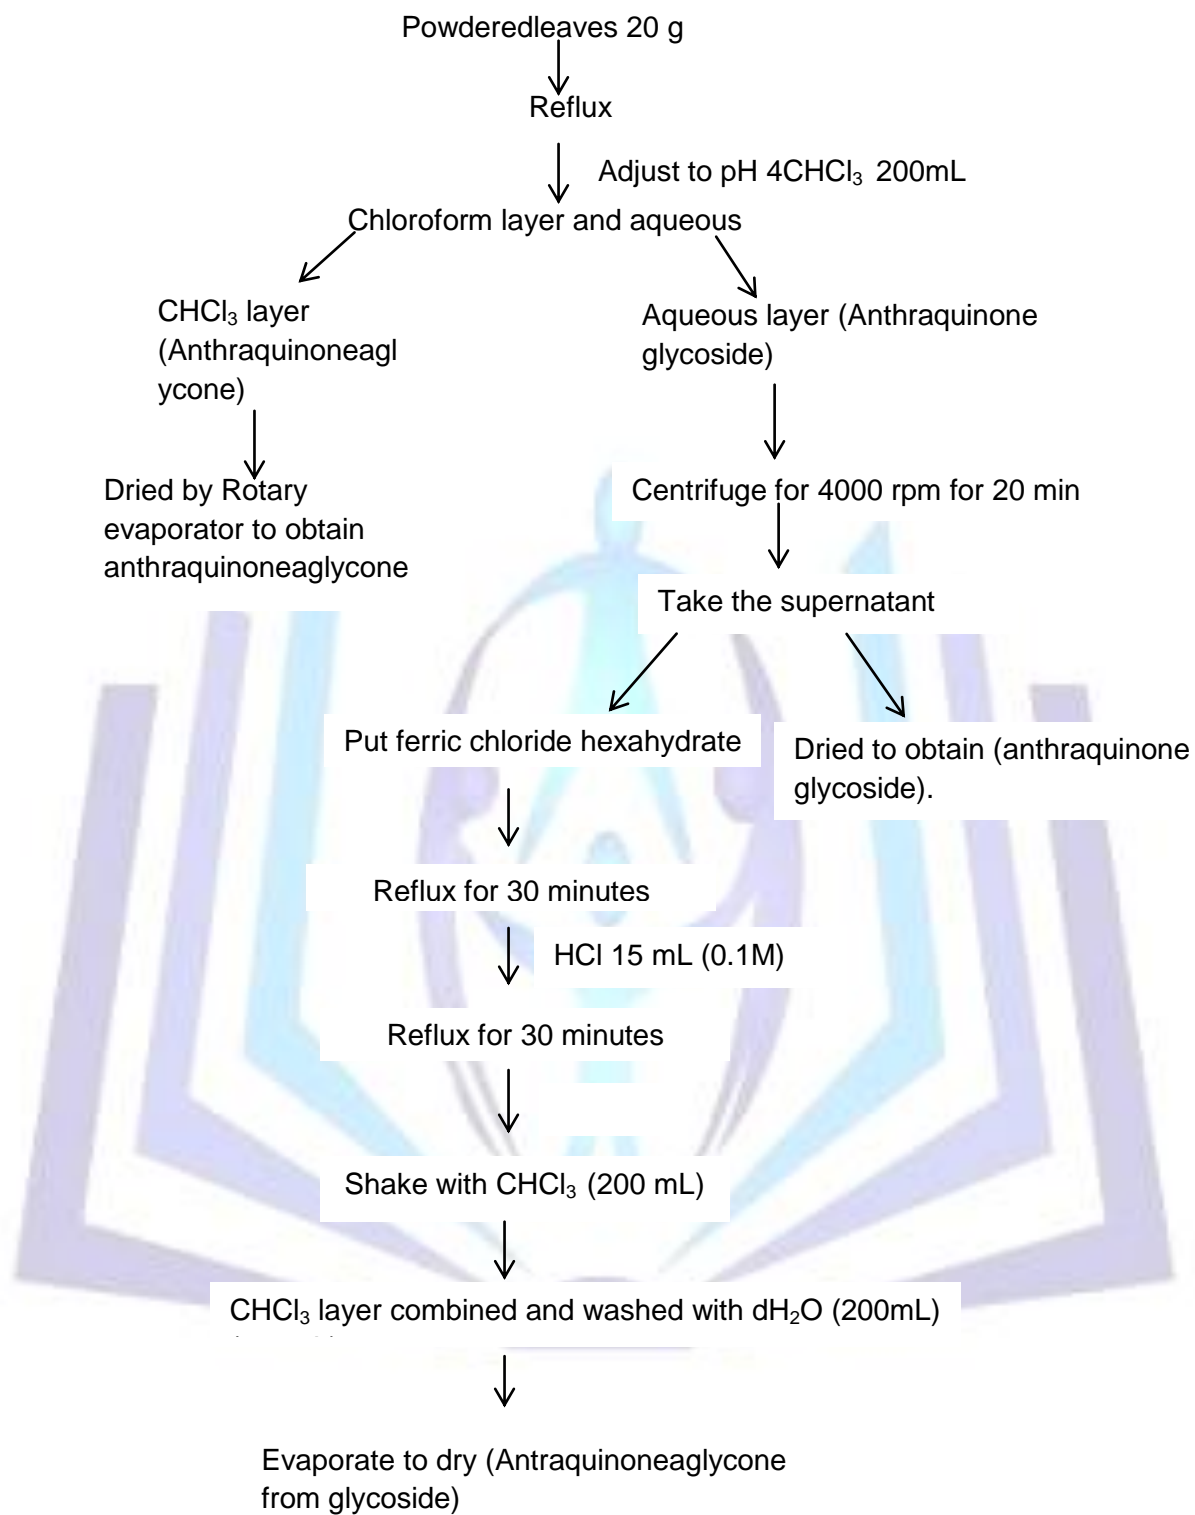 Powderedleaves 20 g
Reflux
Adjust to pH 4CHCl₃ 200mL
Chloroform layer and aqueous
CHCl₃ layer
(Anthraquinoneagl
ycone)
Aqueous layer (Anthraquinone
glycoside)
Dried by Rotary
evaporator to obtain
anthraquinoneaglycone
Centrifuge for 4000 rpm for 20 min
Take the supernatant
Put ferric chloride hexahydrate
Dried to obtain (anthraquinone
glycoside).
Reflux for 30 minutes
HCl 15 mL (0.1M)
Reflux for 30 minutes
Shake with CHCl₃ (200 mL)
CHCl₃ layer combined and washed with dH₂O (200mL)
Evaporate to dry (Antraquinoneaglycone
from glycoside)